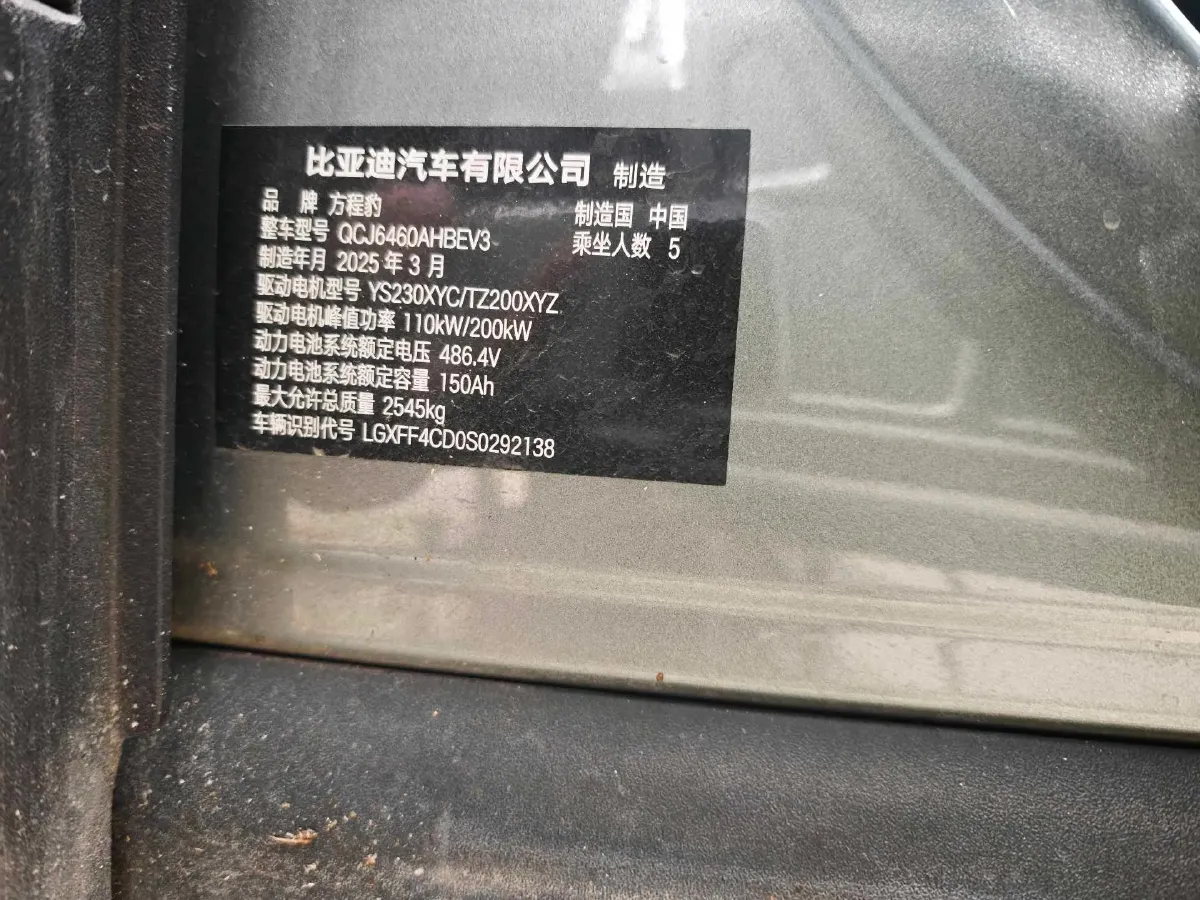 比亚迪汽车有限公司 制造
品 牌 方程豹 制造国 中国
整车型号 QCJ6460AHBEV3 乘坐人数 5
制造年月 2025 年 3 月
驱动电机型号 YS230XYC/TZ200XYZ
驱动电机峰值功率 110kW/200kW
动力电池系统额定电压 486.4V
动力电池系统额定容量 150Ah
最大允许总质量 2545kg
车辆识别代号 LGXFF4CD0S0292138